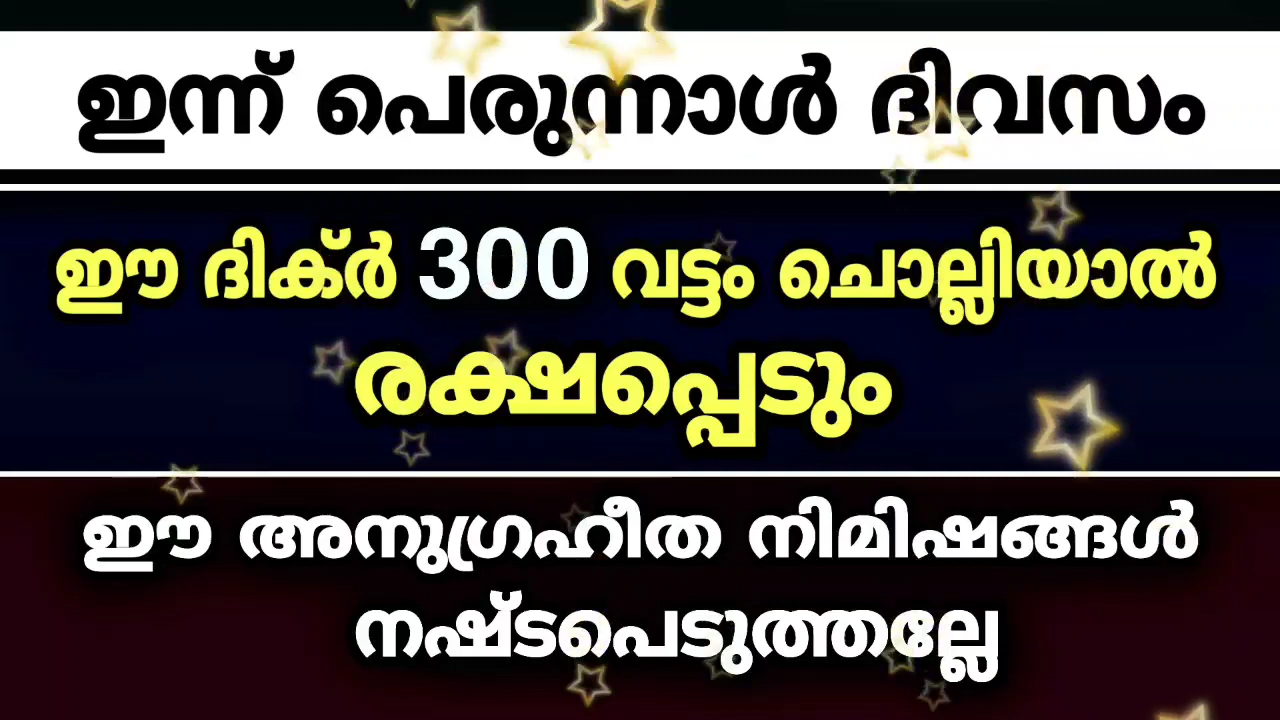 ഇന്ന് പെരുന്നാൾ ദിവസം
ഈ ദിക്ർ 300 വട്ടം ചൊല്ലിയാൽ
രക്ഷപ്പെടും
ഈ അനുഗ്രഹീത നിമിഷങ്ങൾ
നഷ്ടപെടുത്തല്ലേ